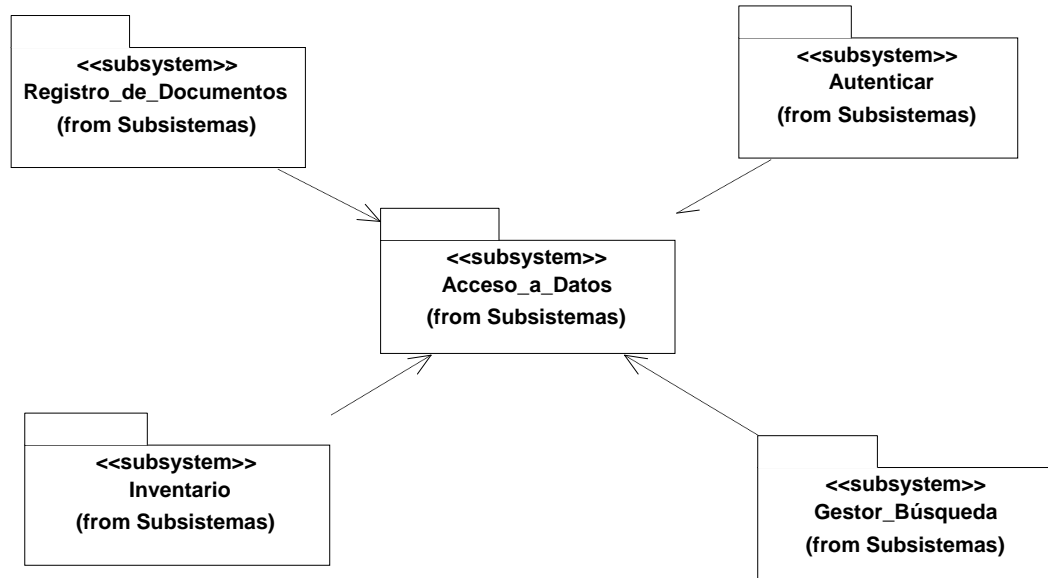 <<subsystem>>
Registro_de_Documentos
(from Subsistemas)
<<subsystem>>
Autenticar
(from Subsistemas)
<<subsystem>>
Acceso_a_Datos
(from Subsistemas)
<<subsystem>>
Inventario
(from Subsistemas)
<<subsystem>>
Gestor_Búsqueda
(from Subsistemas)